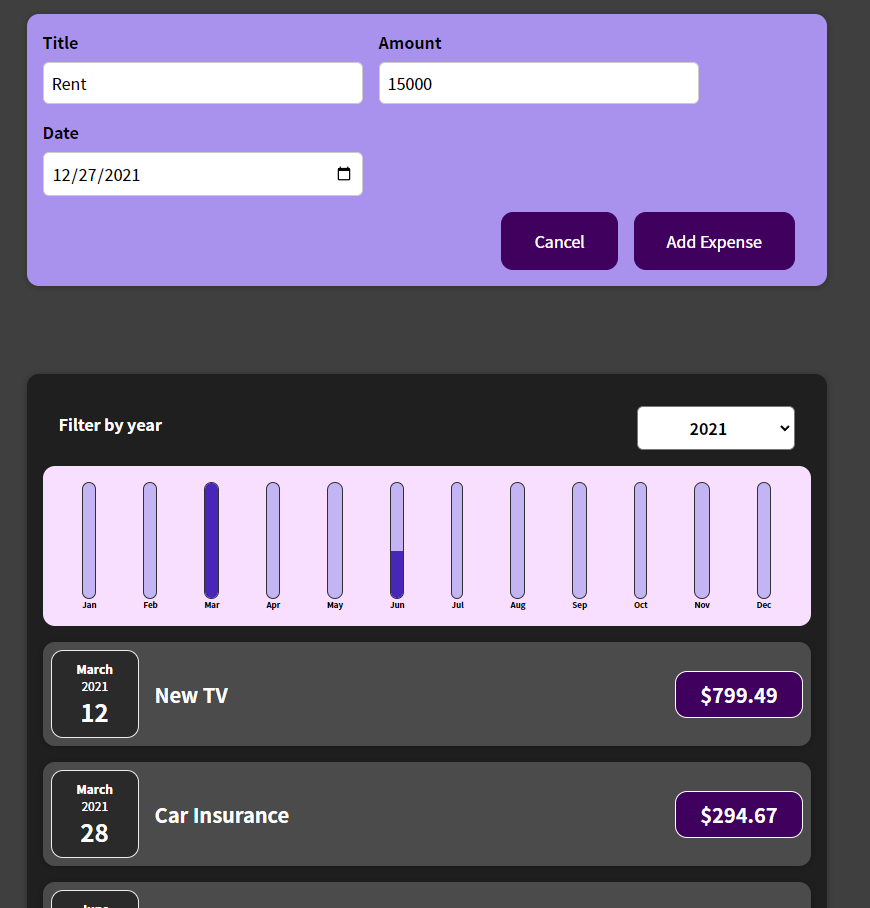 Title Amount
Rent 15000
Date
12/27/2021
Cancel Add Expense
Filter by year 2021
Jan Feb Mar Apr May Jun Jul Aug Sep Oct Nov Dec
March
2021
12
New TV
$799.49
March
2021
28
Car Insurance
$294.67